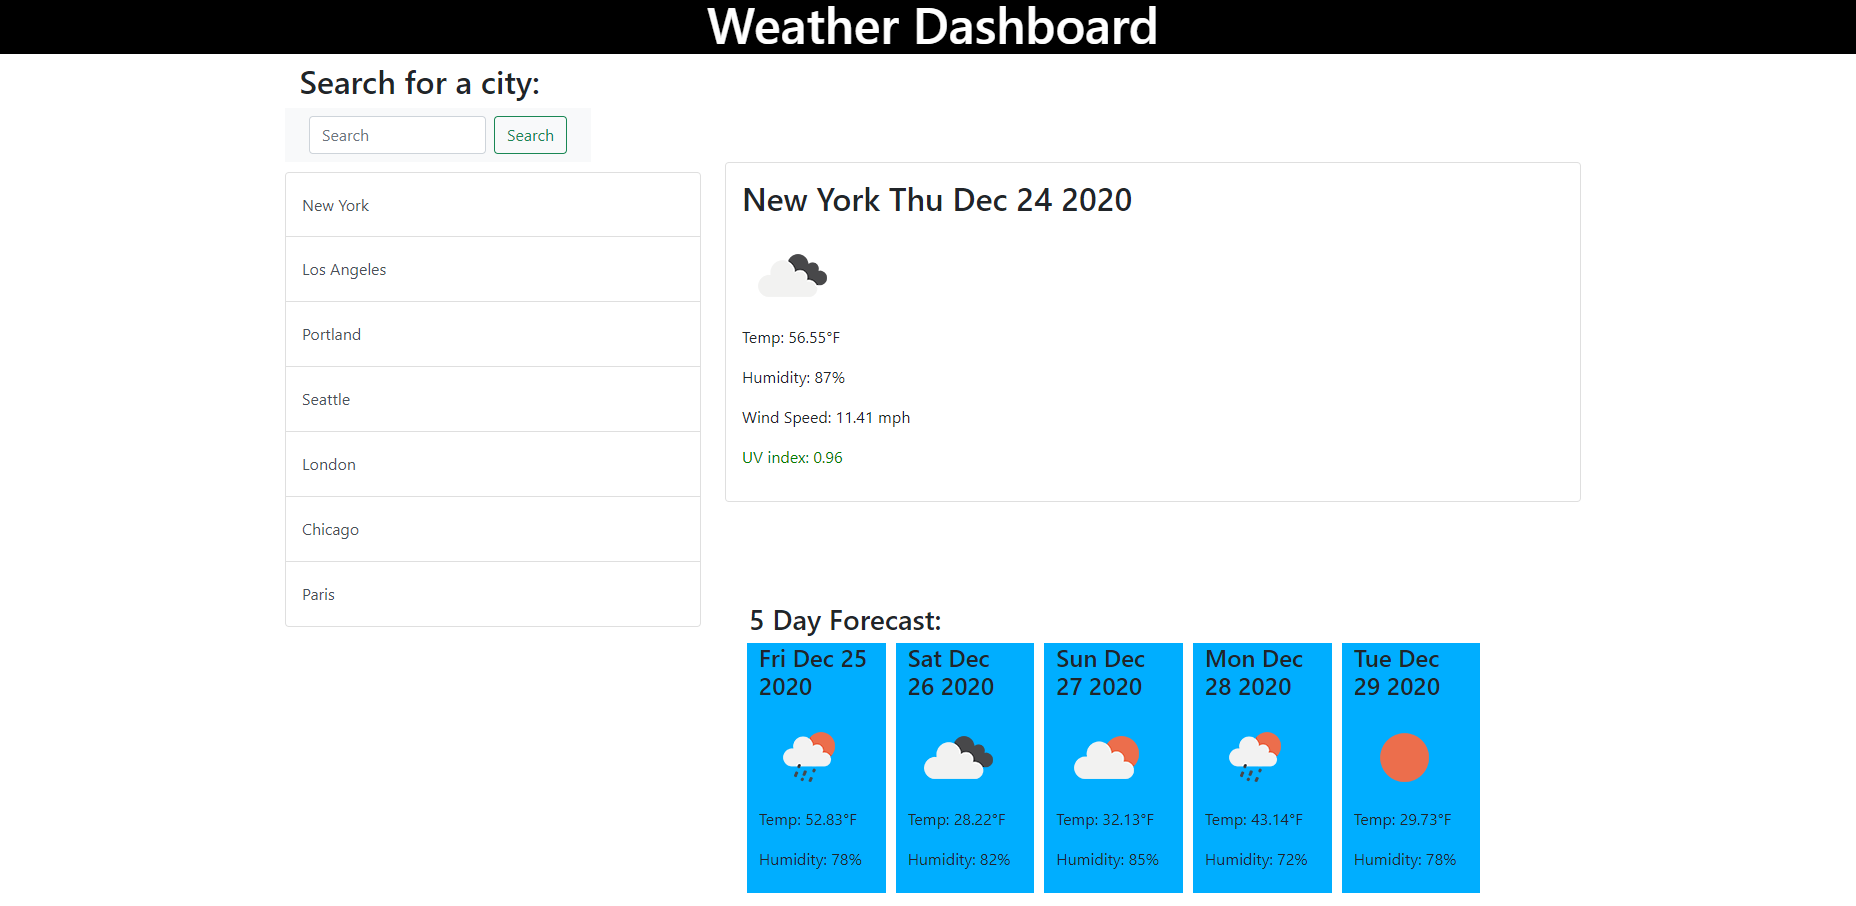 Weather Dashboard
Search for a city:
Search
Search
New York
Los Angeles
Portland
Seattle
London
Chicago
Paris
New York Thu Dec 24 2020
Temp: 56.55°F
Humidity: 87%
Wind Speed: 11.41 mph
UV index: 0.96
5 Day Forecast:
Fri Dec 25
2020
Temp: 52.83°F
Humidity: 78%
Sat Dec
26 2020
Temp: 28.22°F
Humidity: 82%
Sun Dec
27 2020
Temp: 32.13°F
Humidity: 85%
Mon Dec
28 2020
Temp: 43.14°F
Humidity: 72%
Tue Dec
29 2020
Temp: 29.73°F
Humidity: 78%